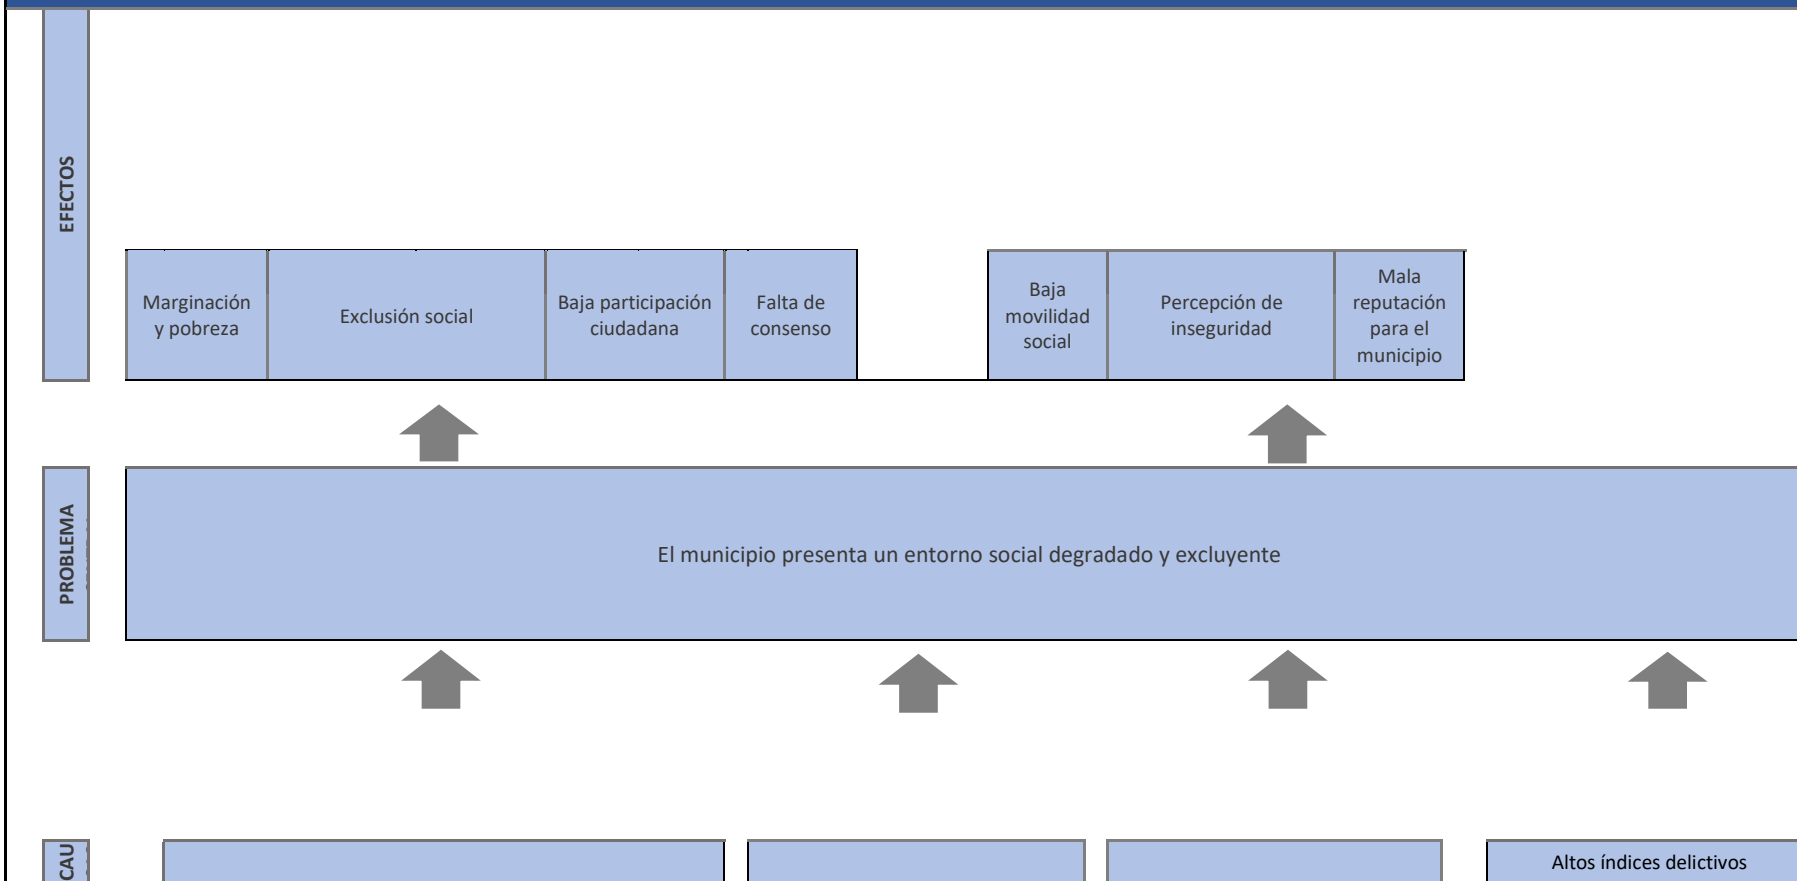 EFECTOS
Marginación
y pobreza
Exclusión social
Baja participación
ciudadana
Falta de
consenso
Baja
movilidad
social
Percepción de
inseguridad
Mala
reputación
para el
municipio
PROBLEMA
El municipio presenta un entorno social degradado y excluyente
CAU
Altos índices delictivos